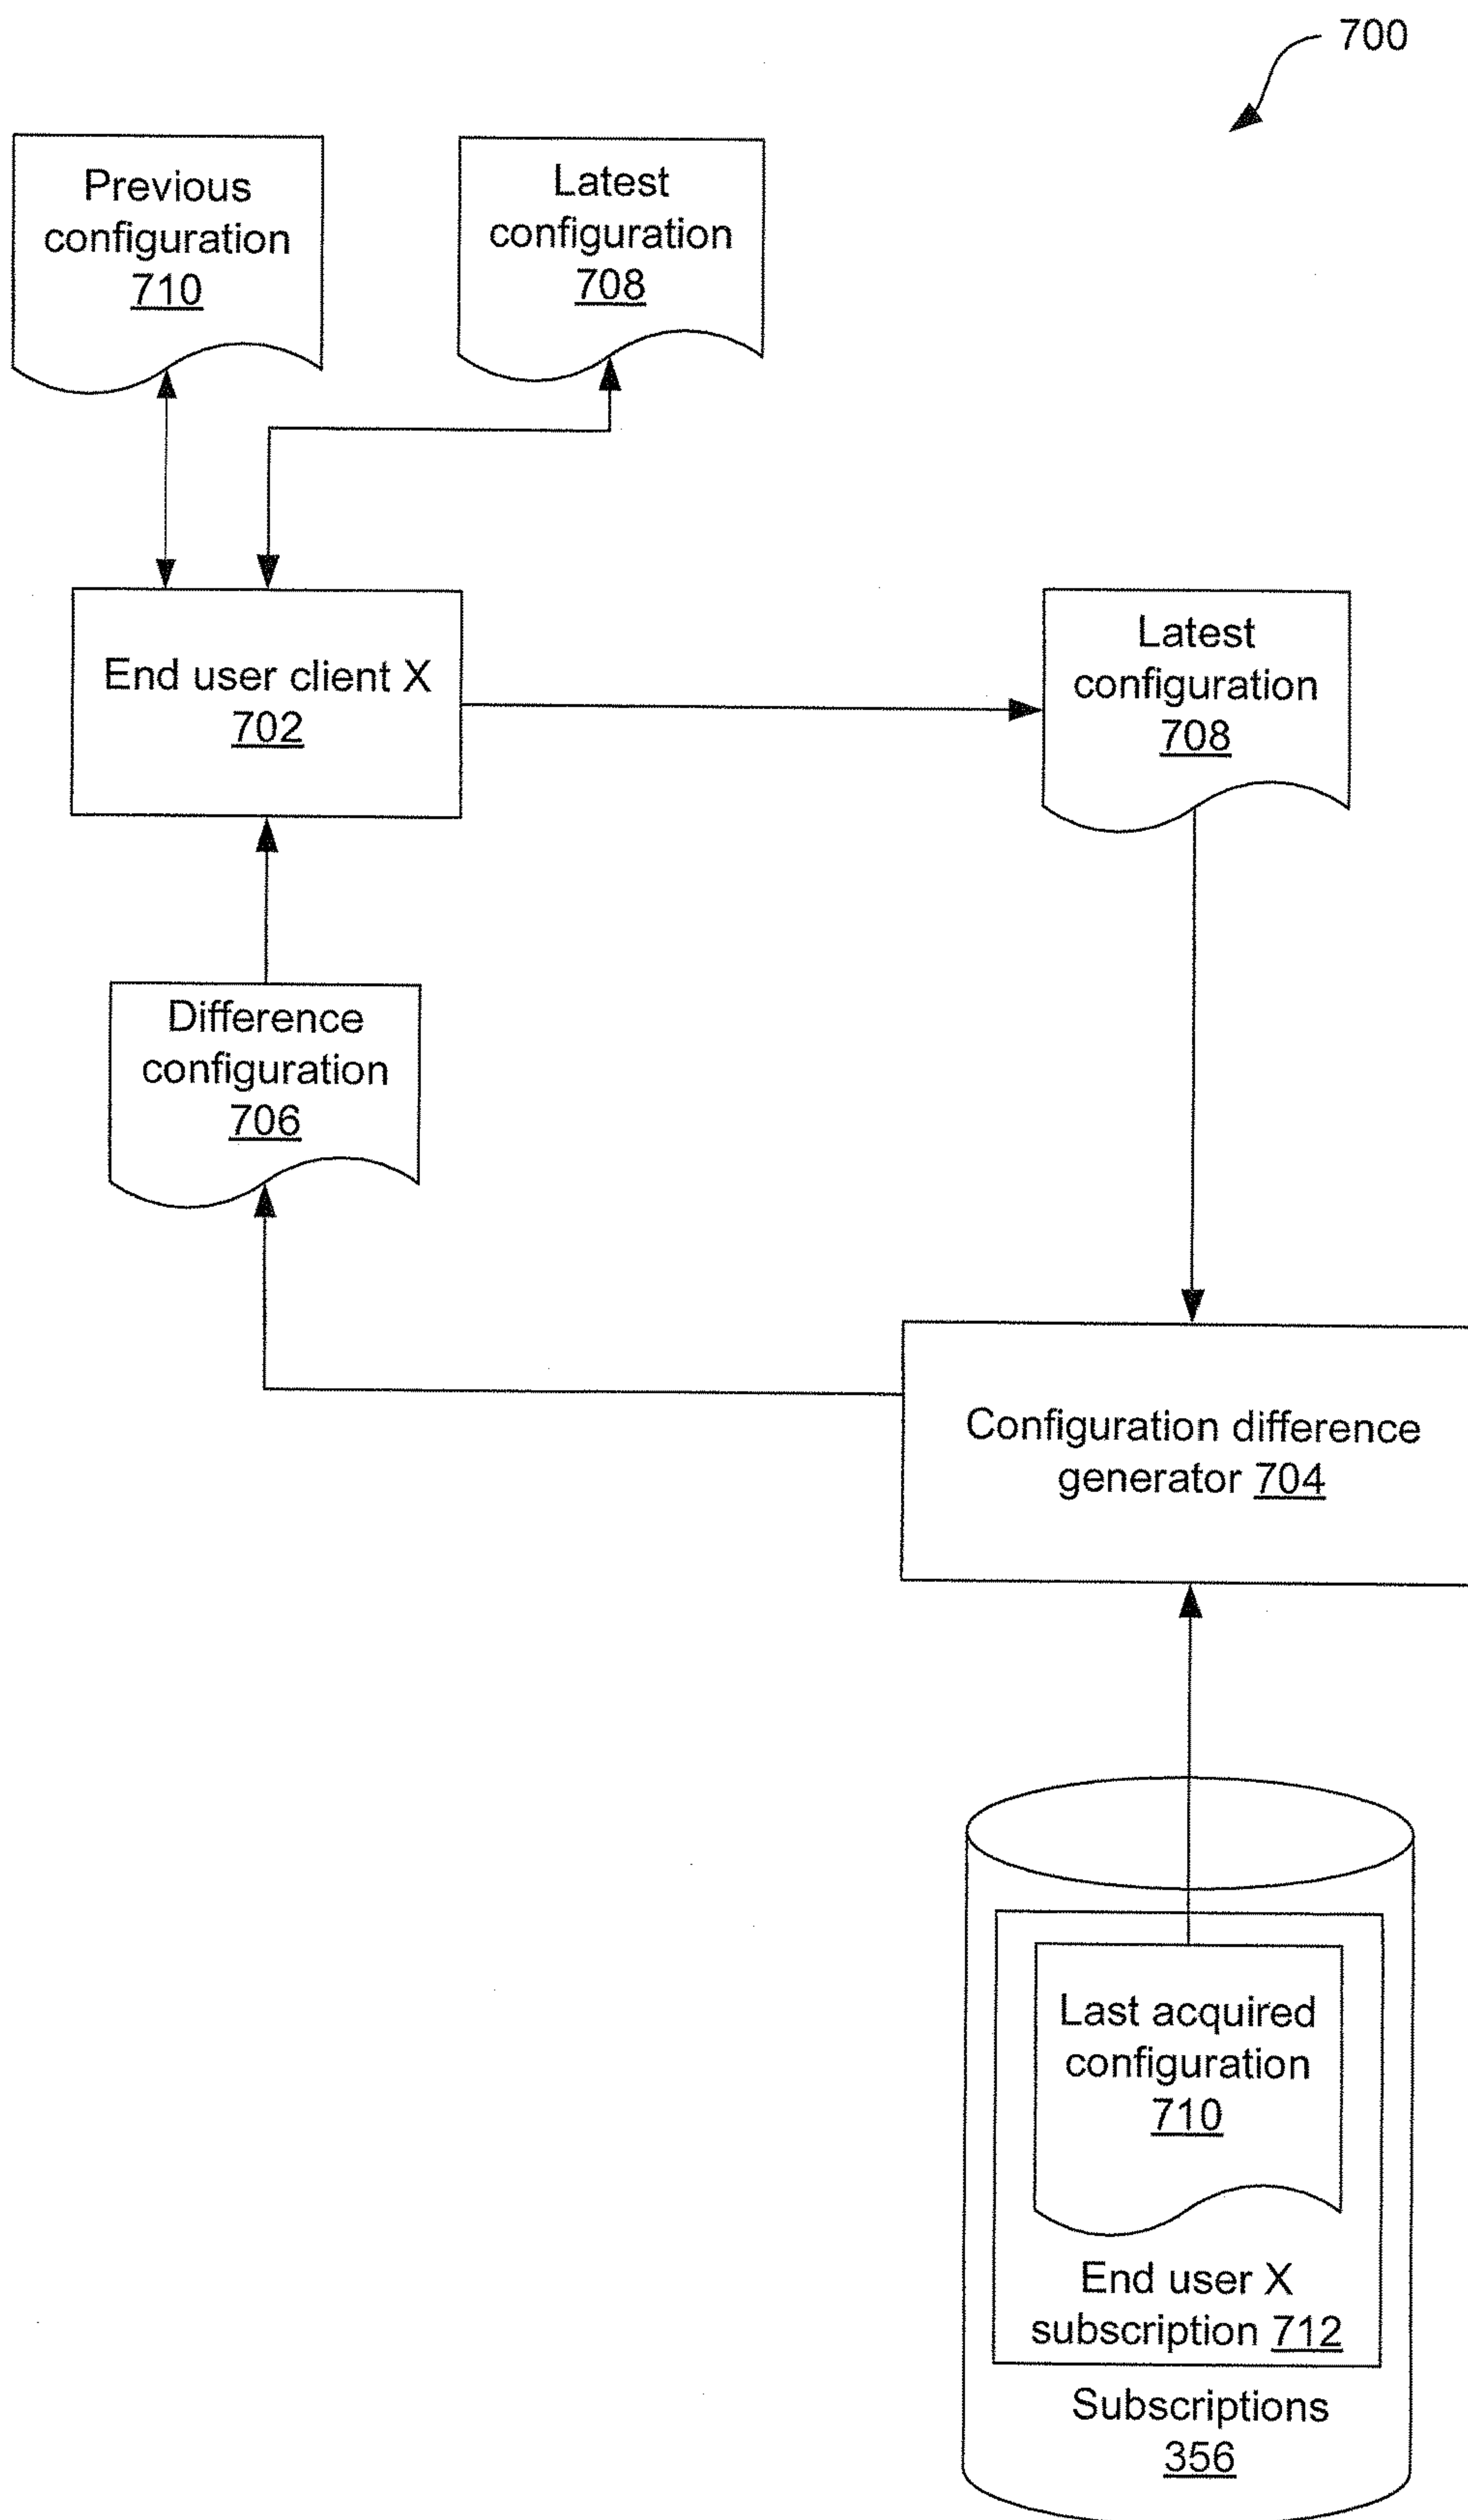 700
Previous
configuration
710
Latest
configuration
708
End user client X
702
Latest
configuration
708
Difference
configuration
706
Configuration difference
generator 704
Last acquired
configuration
710
End user X
subscription 712
Subscriptions
356